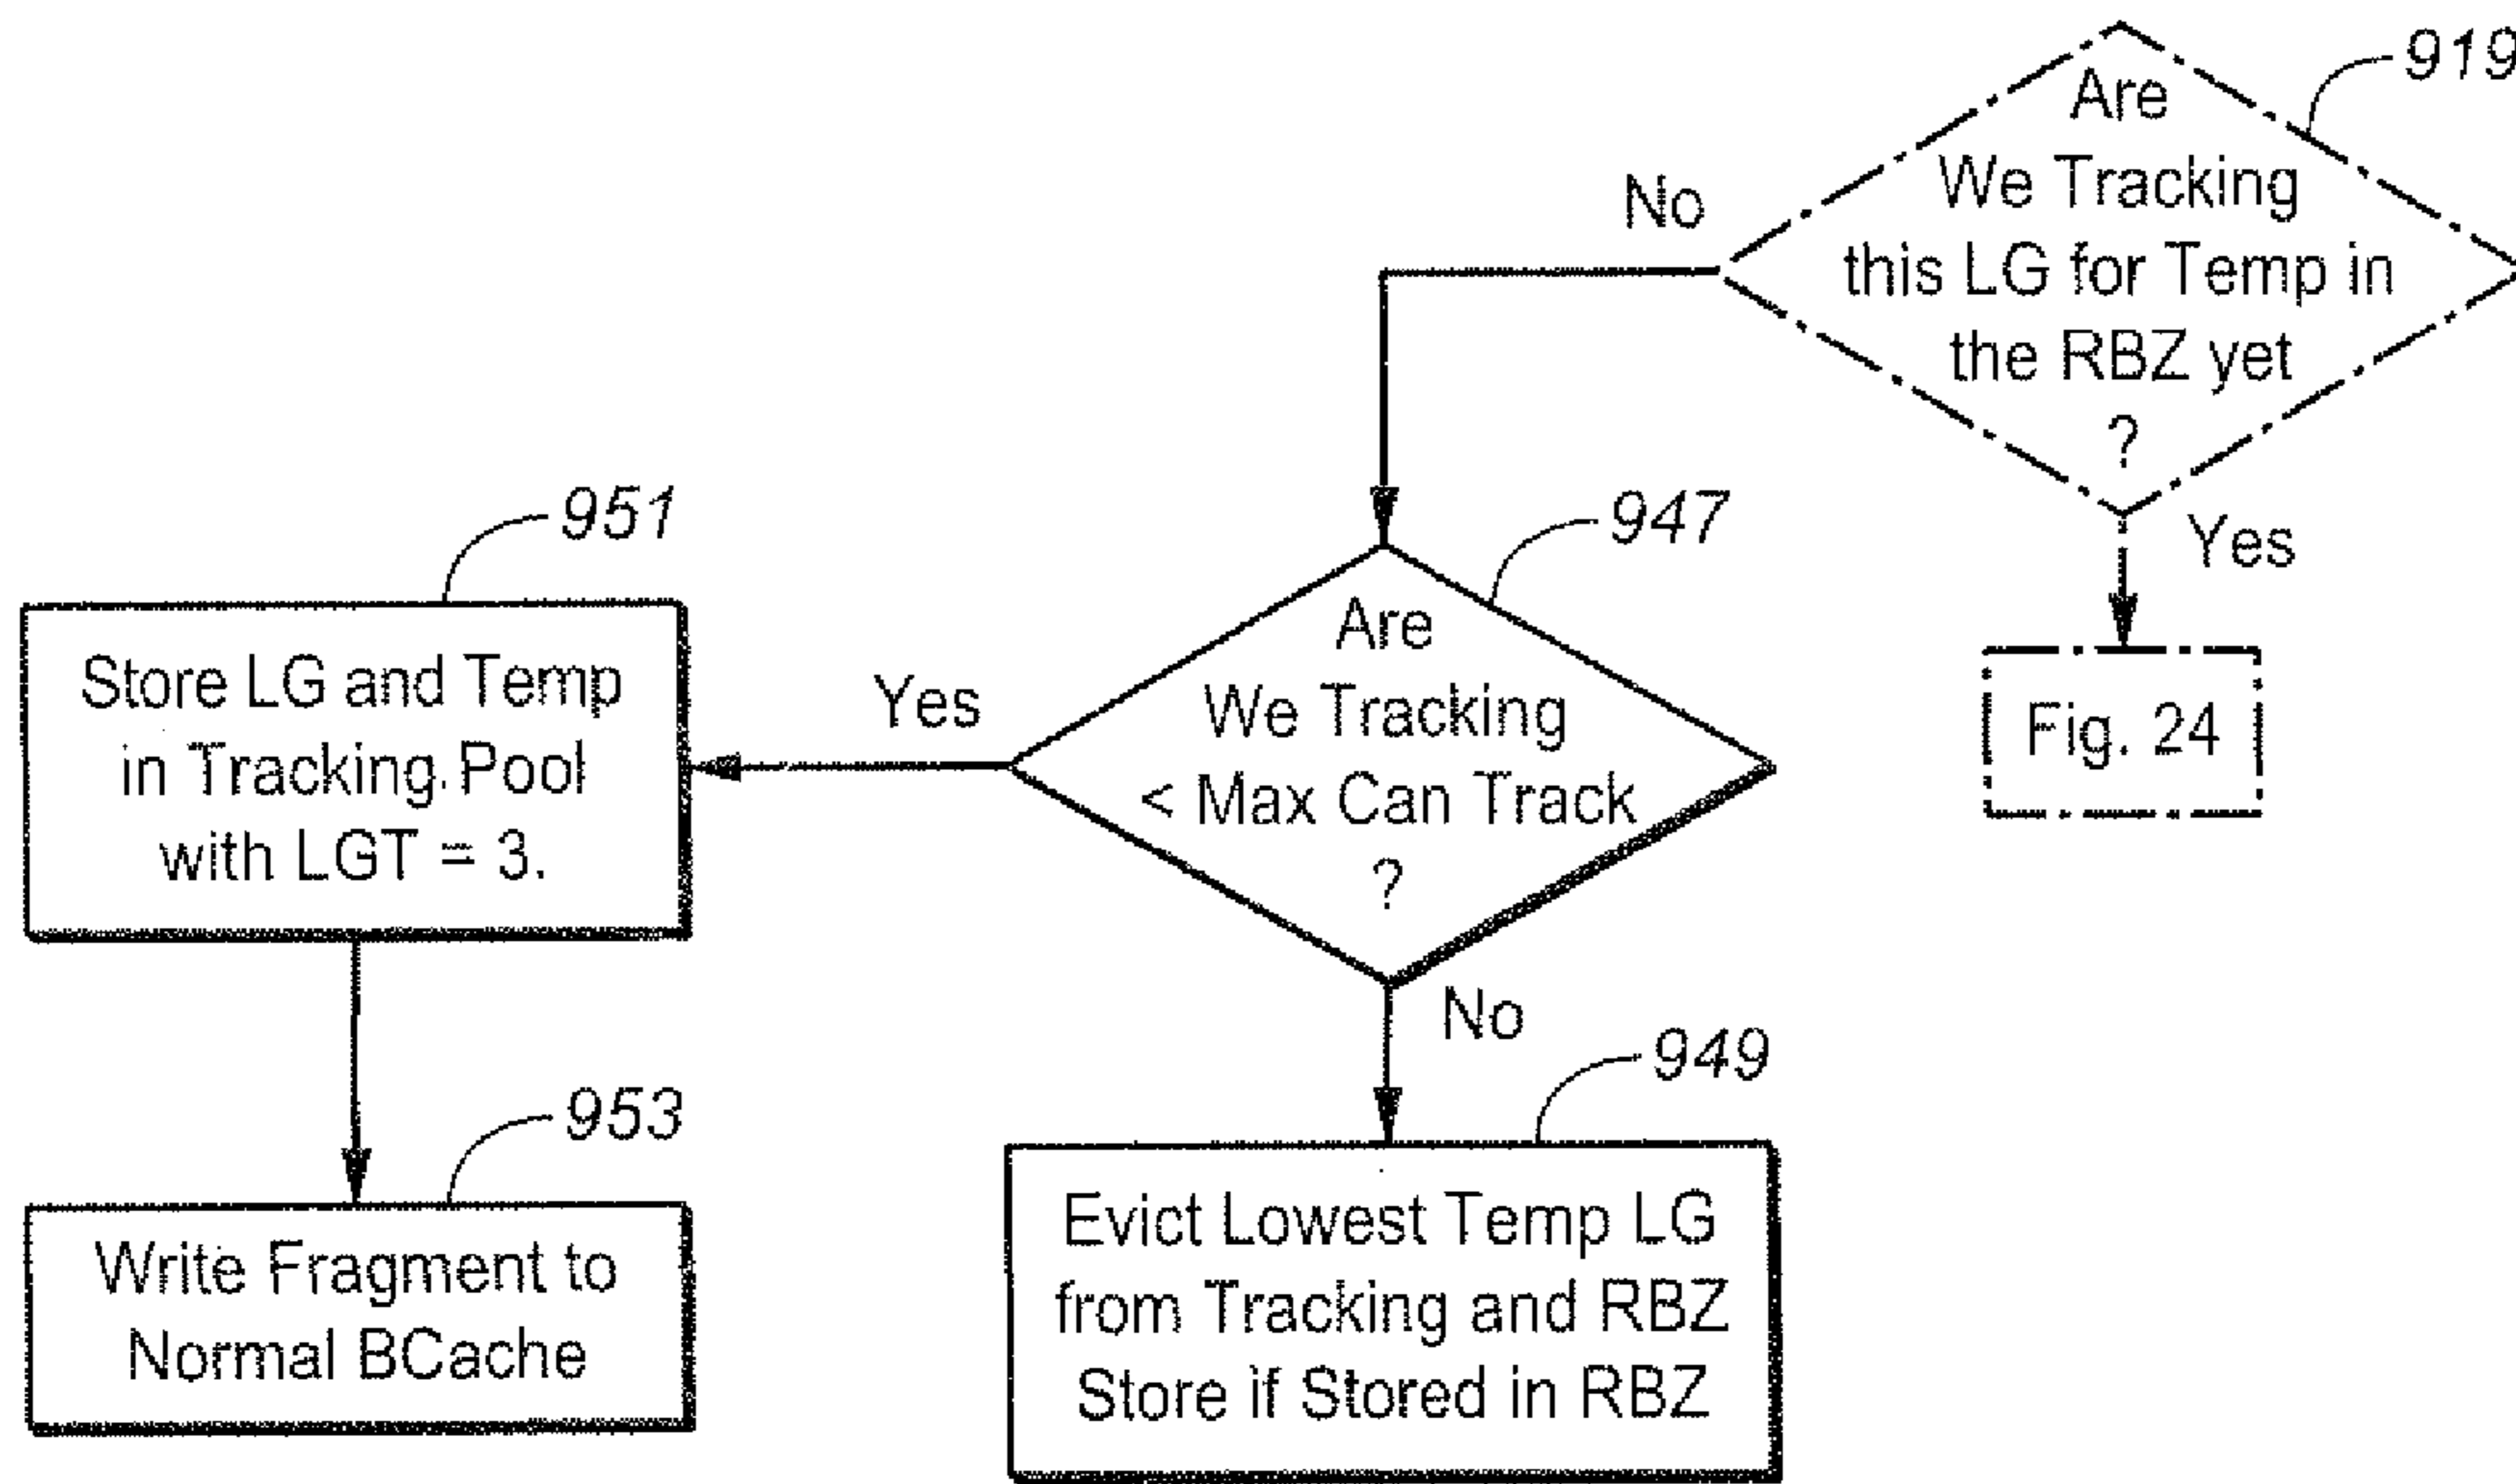 919
Are
We Tracking
this LG for Temp in
the RBZ yet
?
No
Yes
Fig. 24
947
Are
We Tracking
< Max Can Track
?
Yes
No
951
Store LG and Temp
in Tracking Pool
with LGT = 3.
953
Write Fragment to
Normal BCache
949
Evict Lowest Temp LG
from Tracking and RBZ
Store if Stored in RBZ